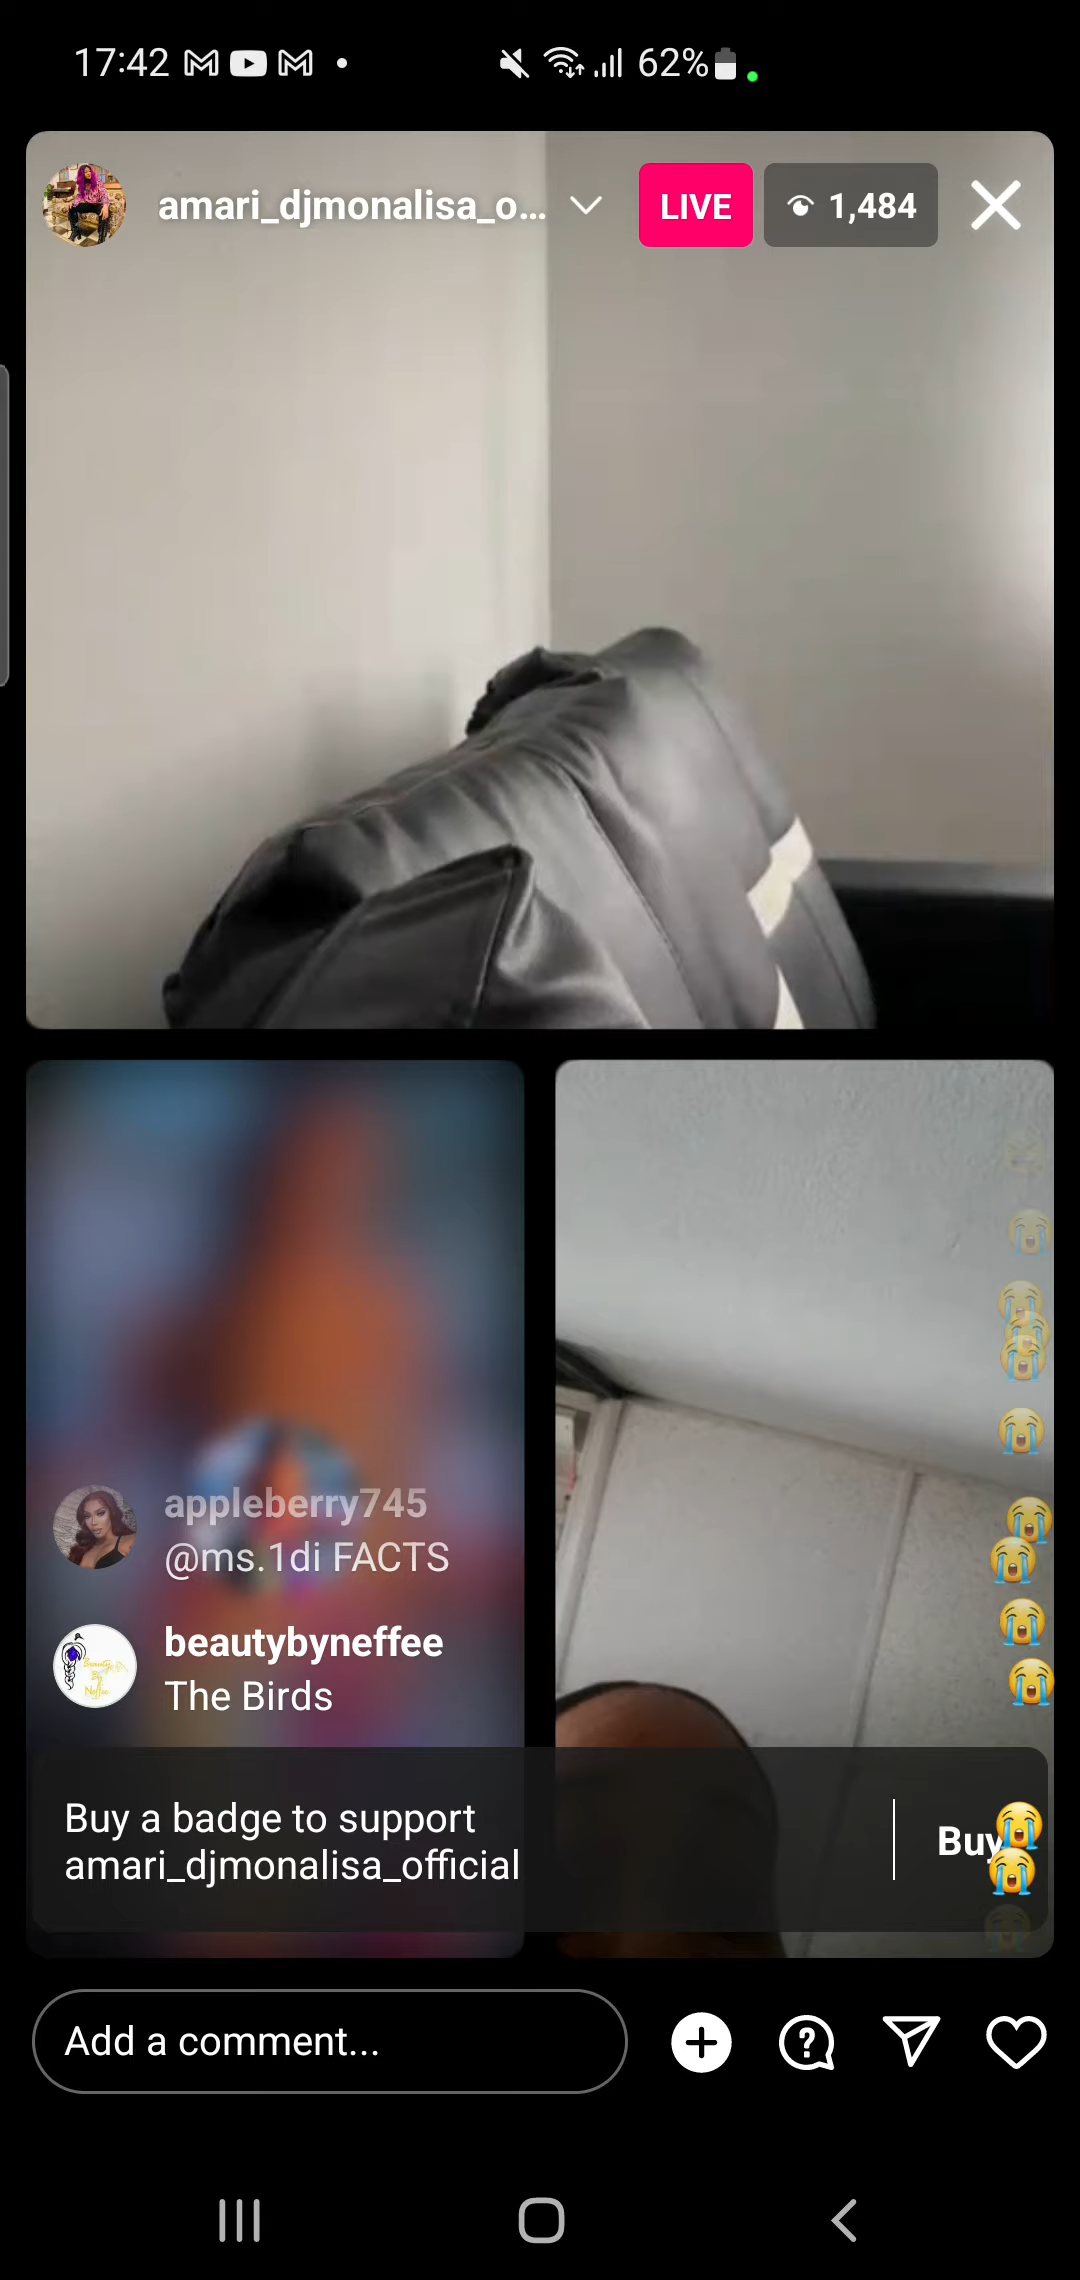 17:42
62%
amari_djmonalisa_o...
LIVE
1,484
appleberry745
@ms.1di FACTS
beautybyneffee
The Birds
Buy a badge to support
amari_djmonalisa_official
Buy
Add a comment...